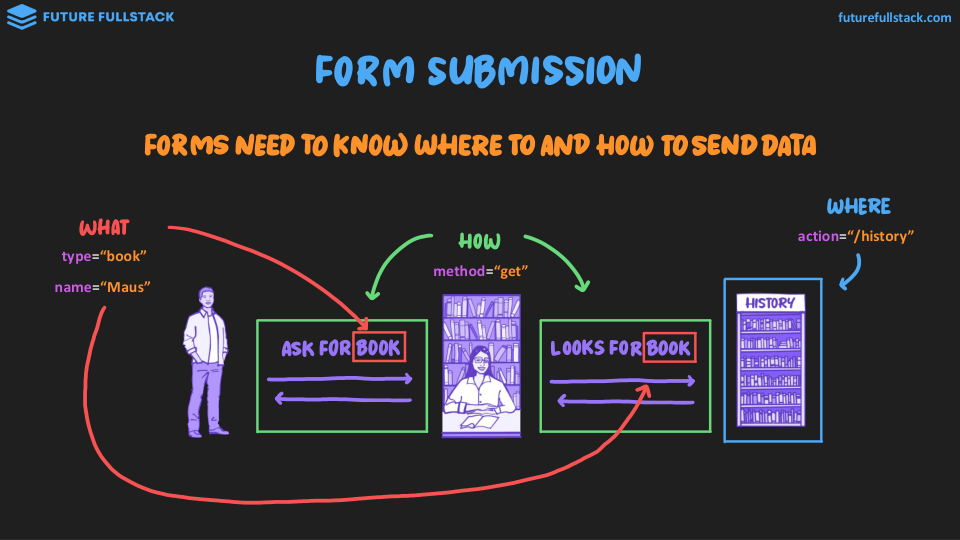 FUTURE FULLSTACK
futurefullstack.com
FORM SUBMISSION
FORMS NEED TO KNOW WHERE TO AND HOW TO SEND DATA
WHAT
type=“book”
name=“Maus”
HOW
method=“get”
WHERE
action=“/history”
ASK FOR BOOK
LOOKS FOR BOOK
HISTORY